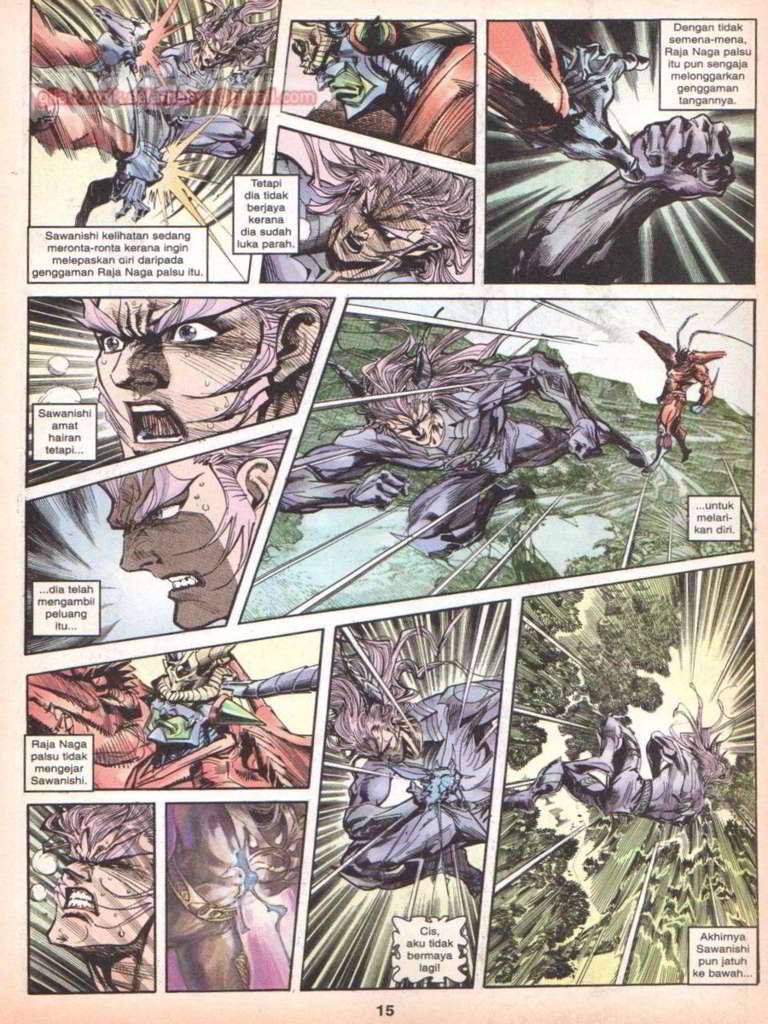 Sawanishi kelihatan sedang
meronta-ronta kerana ingin
melepaskan diri daripada
genggaman Raja Naga palsu itu.
Tetapi
dia tidak
berjaya
kerana
dia sudah
luka parah.
Dengan tidak
semena-mena,
Raja Naga palsu
itu pun sengaja
melonggarkan
genggaman
tangannya.
Sawanishi
amat
hairan
tetapi...
...dia telah
mengambil
peluang
itu...
...untuk
melari-
kan diri.
Raja Naga
palsu tidak
mengejar
Sawanishi.
Cis,
aku tidak
bermaya
lagi!
Akhirnya
Sawanishi
pun jatuh
ke bawah...
15